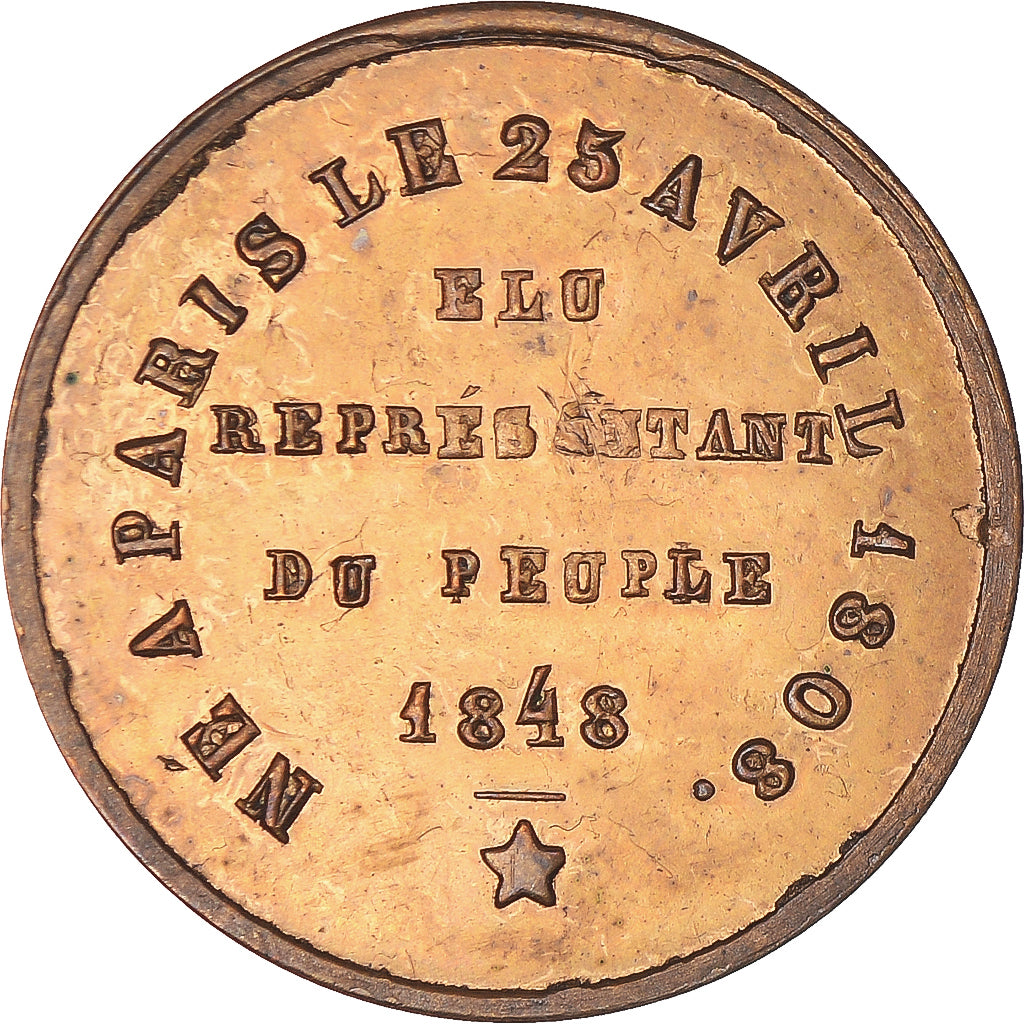 NÉ A PARIS LE 25 AVRIL 1808.
ELU
REPRÉSENTANT
DU PEUPLE
1848